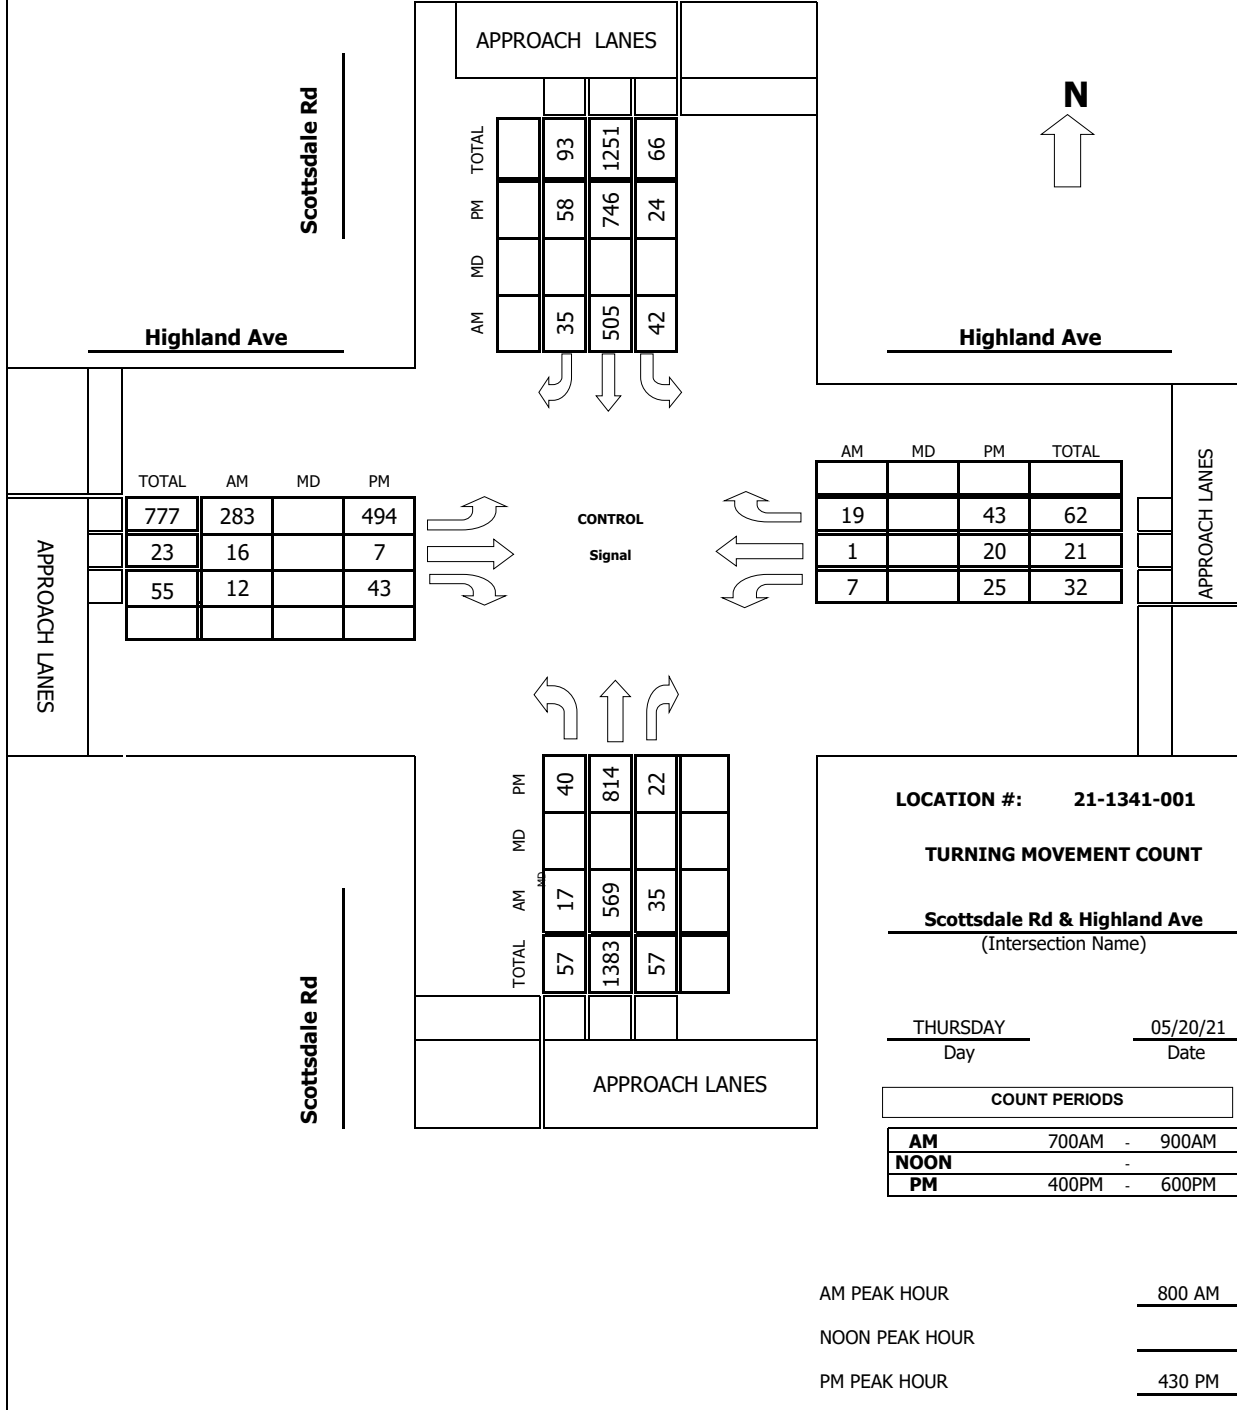 APPROACH LANES
Scottsdale Rd
N
TOTAL 93 1251 66
PM 58 746 24
MD
AM 35 505 42
Highland Ave
Highland Ave
TOTAL AM MD PM
777 283 494
23 16 7
55 12 43
APPROACH LANES
CONTROL
Signal
AM MD PM TOTAL
19 43 62
1 20 21
7 25 32
APPROACH LANES
PM 40 814 22
MD
MD
AM 17 569 35
TOTAL 57 1383 57
Scottsdale Rd
APPROACH LANES
LOCATION #: 21-1341-001
TURNING MOVEMENT COUNT
Scottsdale Rd & Highland Ave
(Intersection Name)
THURSDAY 05/20/21
Day Date
COUNT PERIODS
AM 700AM - 900AM
NOON -
PM 400PM - 600PM
AM PEAK HOUR 800 AM
NOON PEAK HOUR
PM PEAK HOUR 430 PM